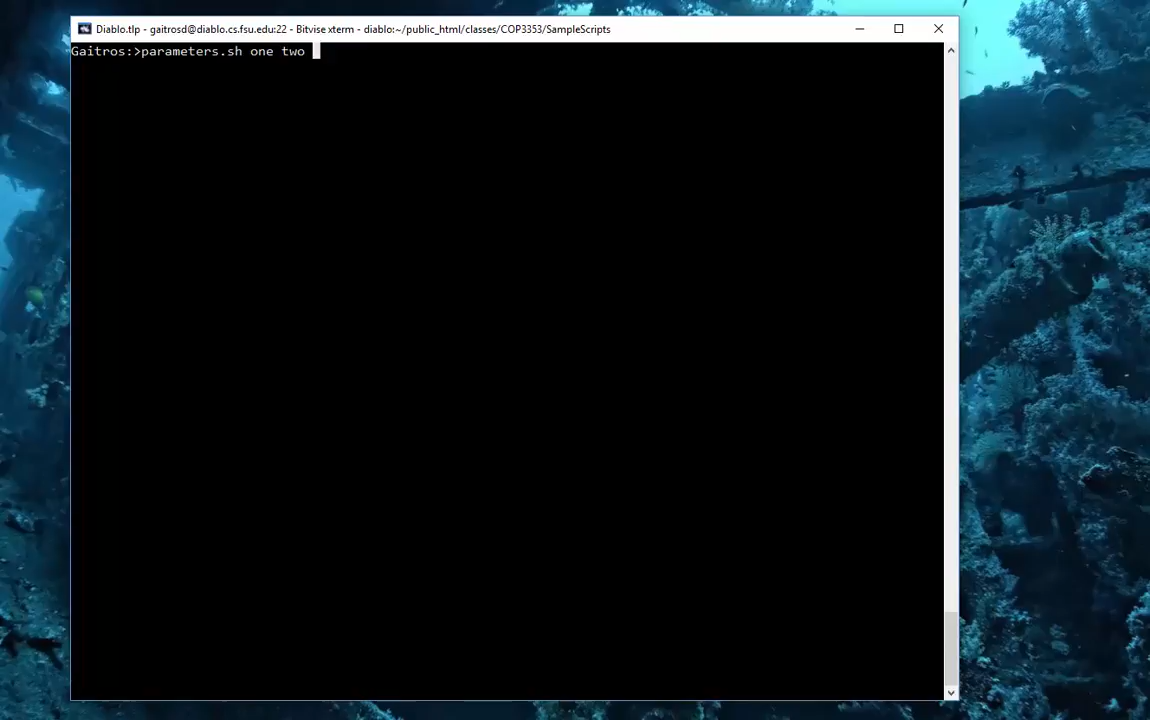 Diablo.tlp - gaitrosd@diablo.cs.fsu.edu:22 - Bitvise xterm - diablo:~/public_html/classes/COP3353/SampleScripts
Gaitros:>parameters.sh one two